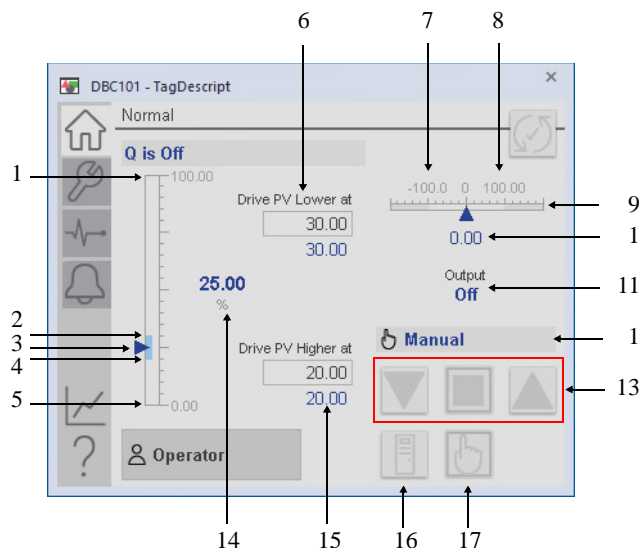 6 7 8
DBC101 - TagDescript ×
Normal
Q is Off
1 100.00
-100.0 0 100.00
Drive PV Lower at
30.00
9
30.00
0.00 1
25.00
%
Output
Off 11
2
3
4
Drive PV Higher at
Manual 1
20.00
20.00
13
5 0.00
?
Operator
14 15 16 17